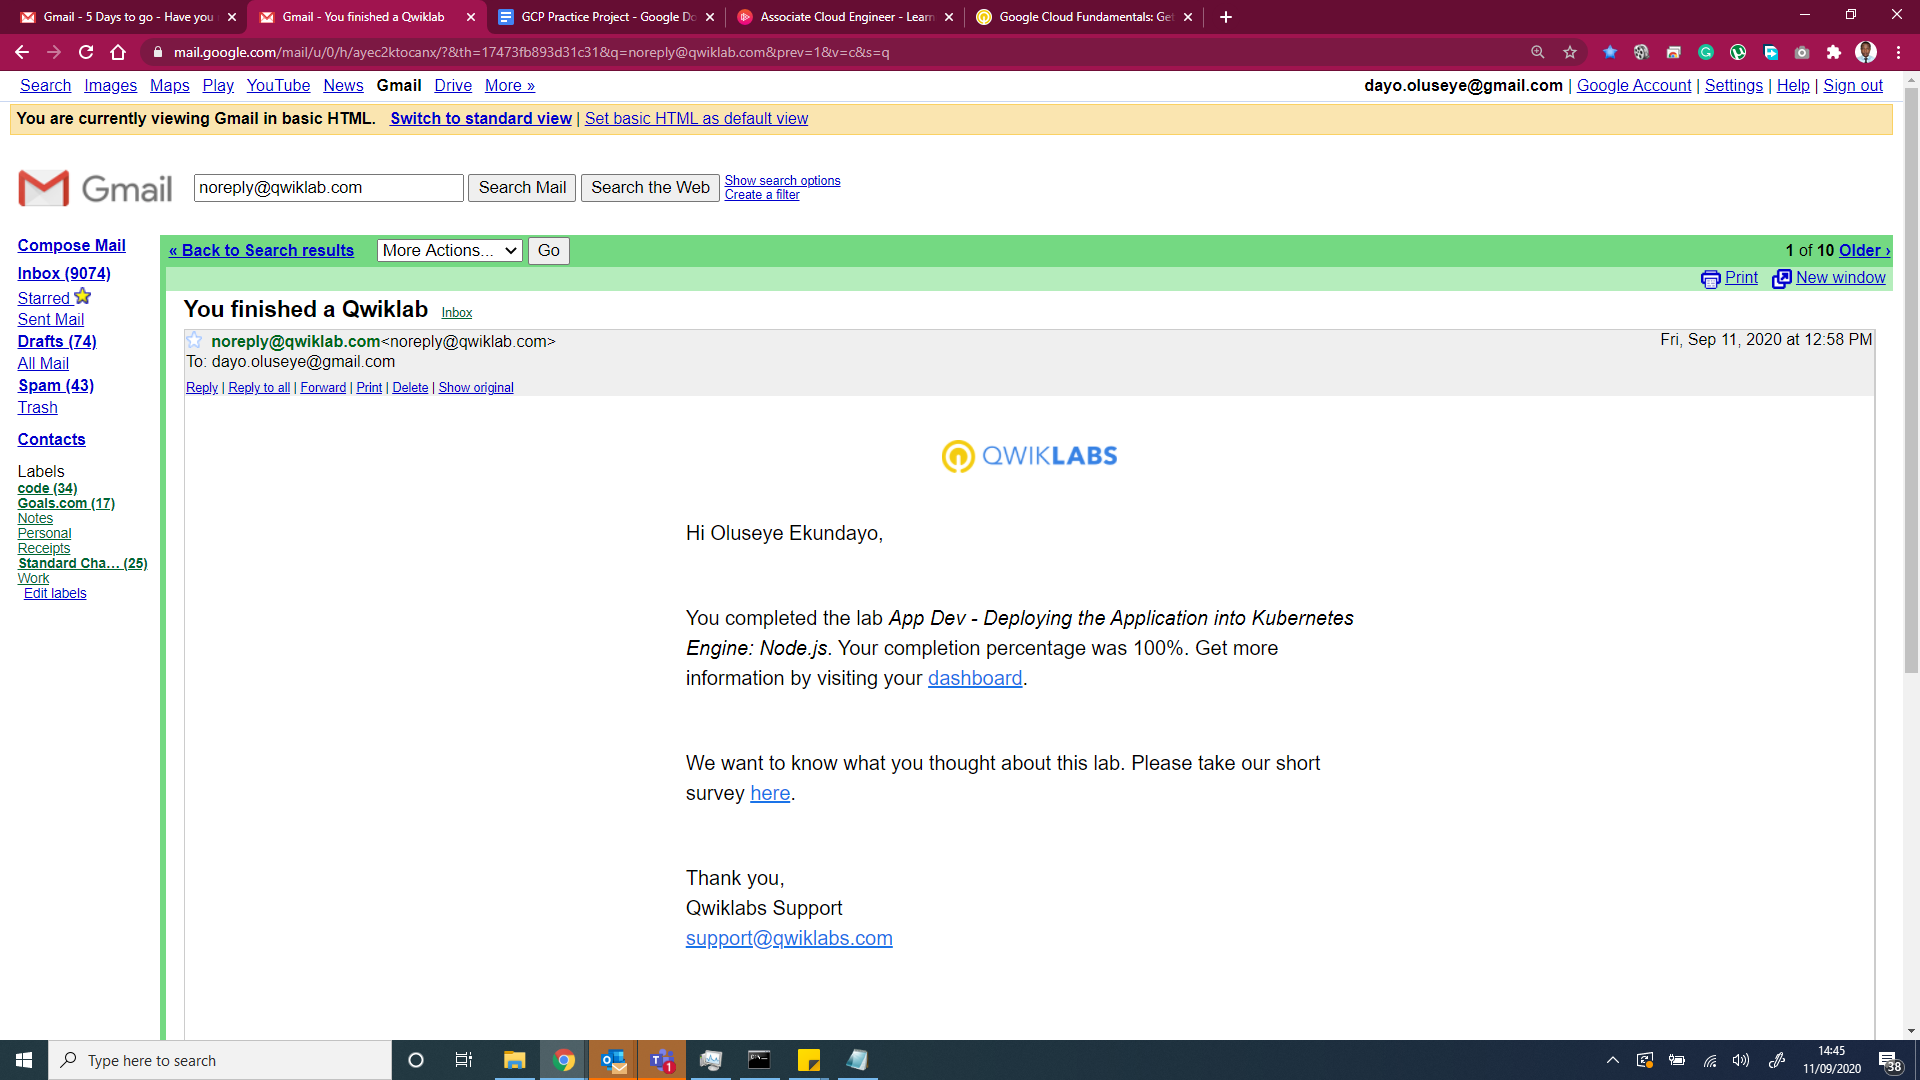 Gmail - 5 Days to go - Have you
Gmail - You finished a Qwiklab
GCP Practice Project - Google Do
Associate Cloud Engineer - Learn
Google Cloud Fundamentals: Get
mail.google.com/mail/u/0/h/ayec2ktocanx/?&th=17473fb893d31c31&q=noreply@qwiklab.com&prev=1&v=c&s=q
Search Images Maps Play YouTube News Gmail Drive More »
dayo.oluseye@gmail.com | Google Account | Settings | Help | Sign out
You are currently viewing Gmail in basic HTML. Switch to standard view | Set basic HTML as default view
Gmail
noreply@qwiklab.com
Search Mail
Search the Web
Show search options
Create a filter
Compose Mail
Inbox (9074)
Starred
Sent Mail
Drafts (74)
All Mail
Spam (43)
Trash
Contacts
Labels
code (34)
Goals.com (17)
Notes
Personal
Receipts
Standard Cha... (25)
Work
Edit labels
« Back to Search results
More Actions...
Go
1 of 10 Older ›
Print
New window
You finished a Qwiklab Inbox
noreply@qwiklab.com<noreply@qwiklab.com>
Fri, Sep 11, 2020 at 12:58 PM
To: dayo.oluseye@gmail.com
Reply | Reply to all | Forward | Print | Delete | Show original
QWIKLABS
Hi Oluseye Ekundayo,
You completed the lab App Dev - Deploying the Application into Kubernetes
Engine: Node.js. Your completion percentage was 100%. Get more
information by visiting your dashboard.
We want to know what you thought about this lab. Please take our short
survey here.
Thank you,
Qwiklabs Support
support@qwiklabs.com
Type here to search
1
14:45
11/09/2020
38